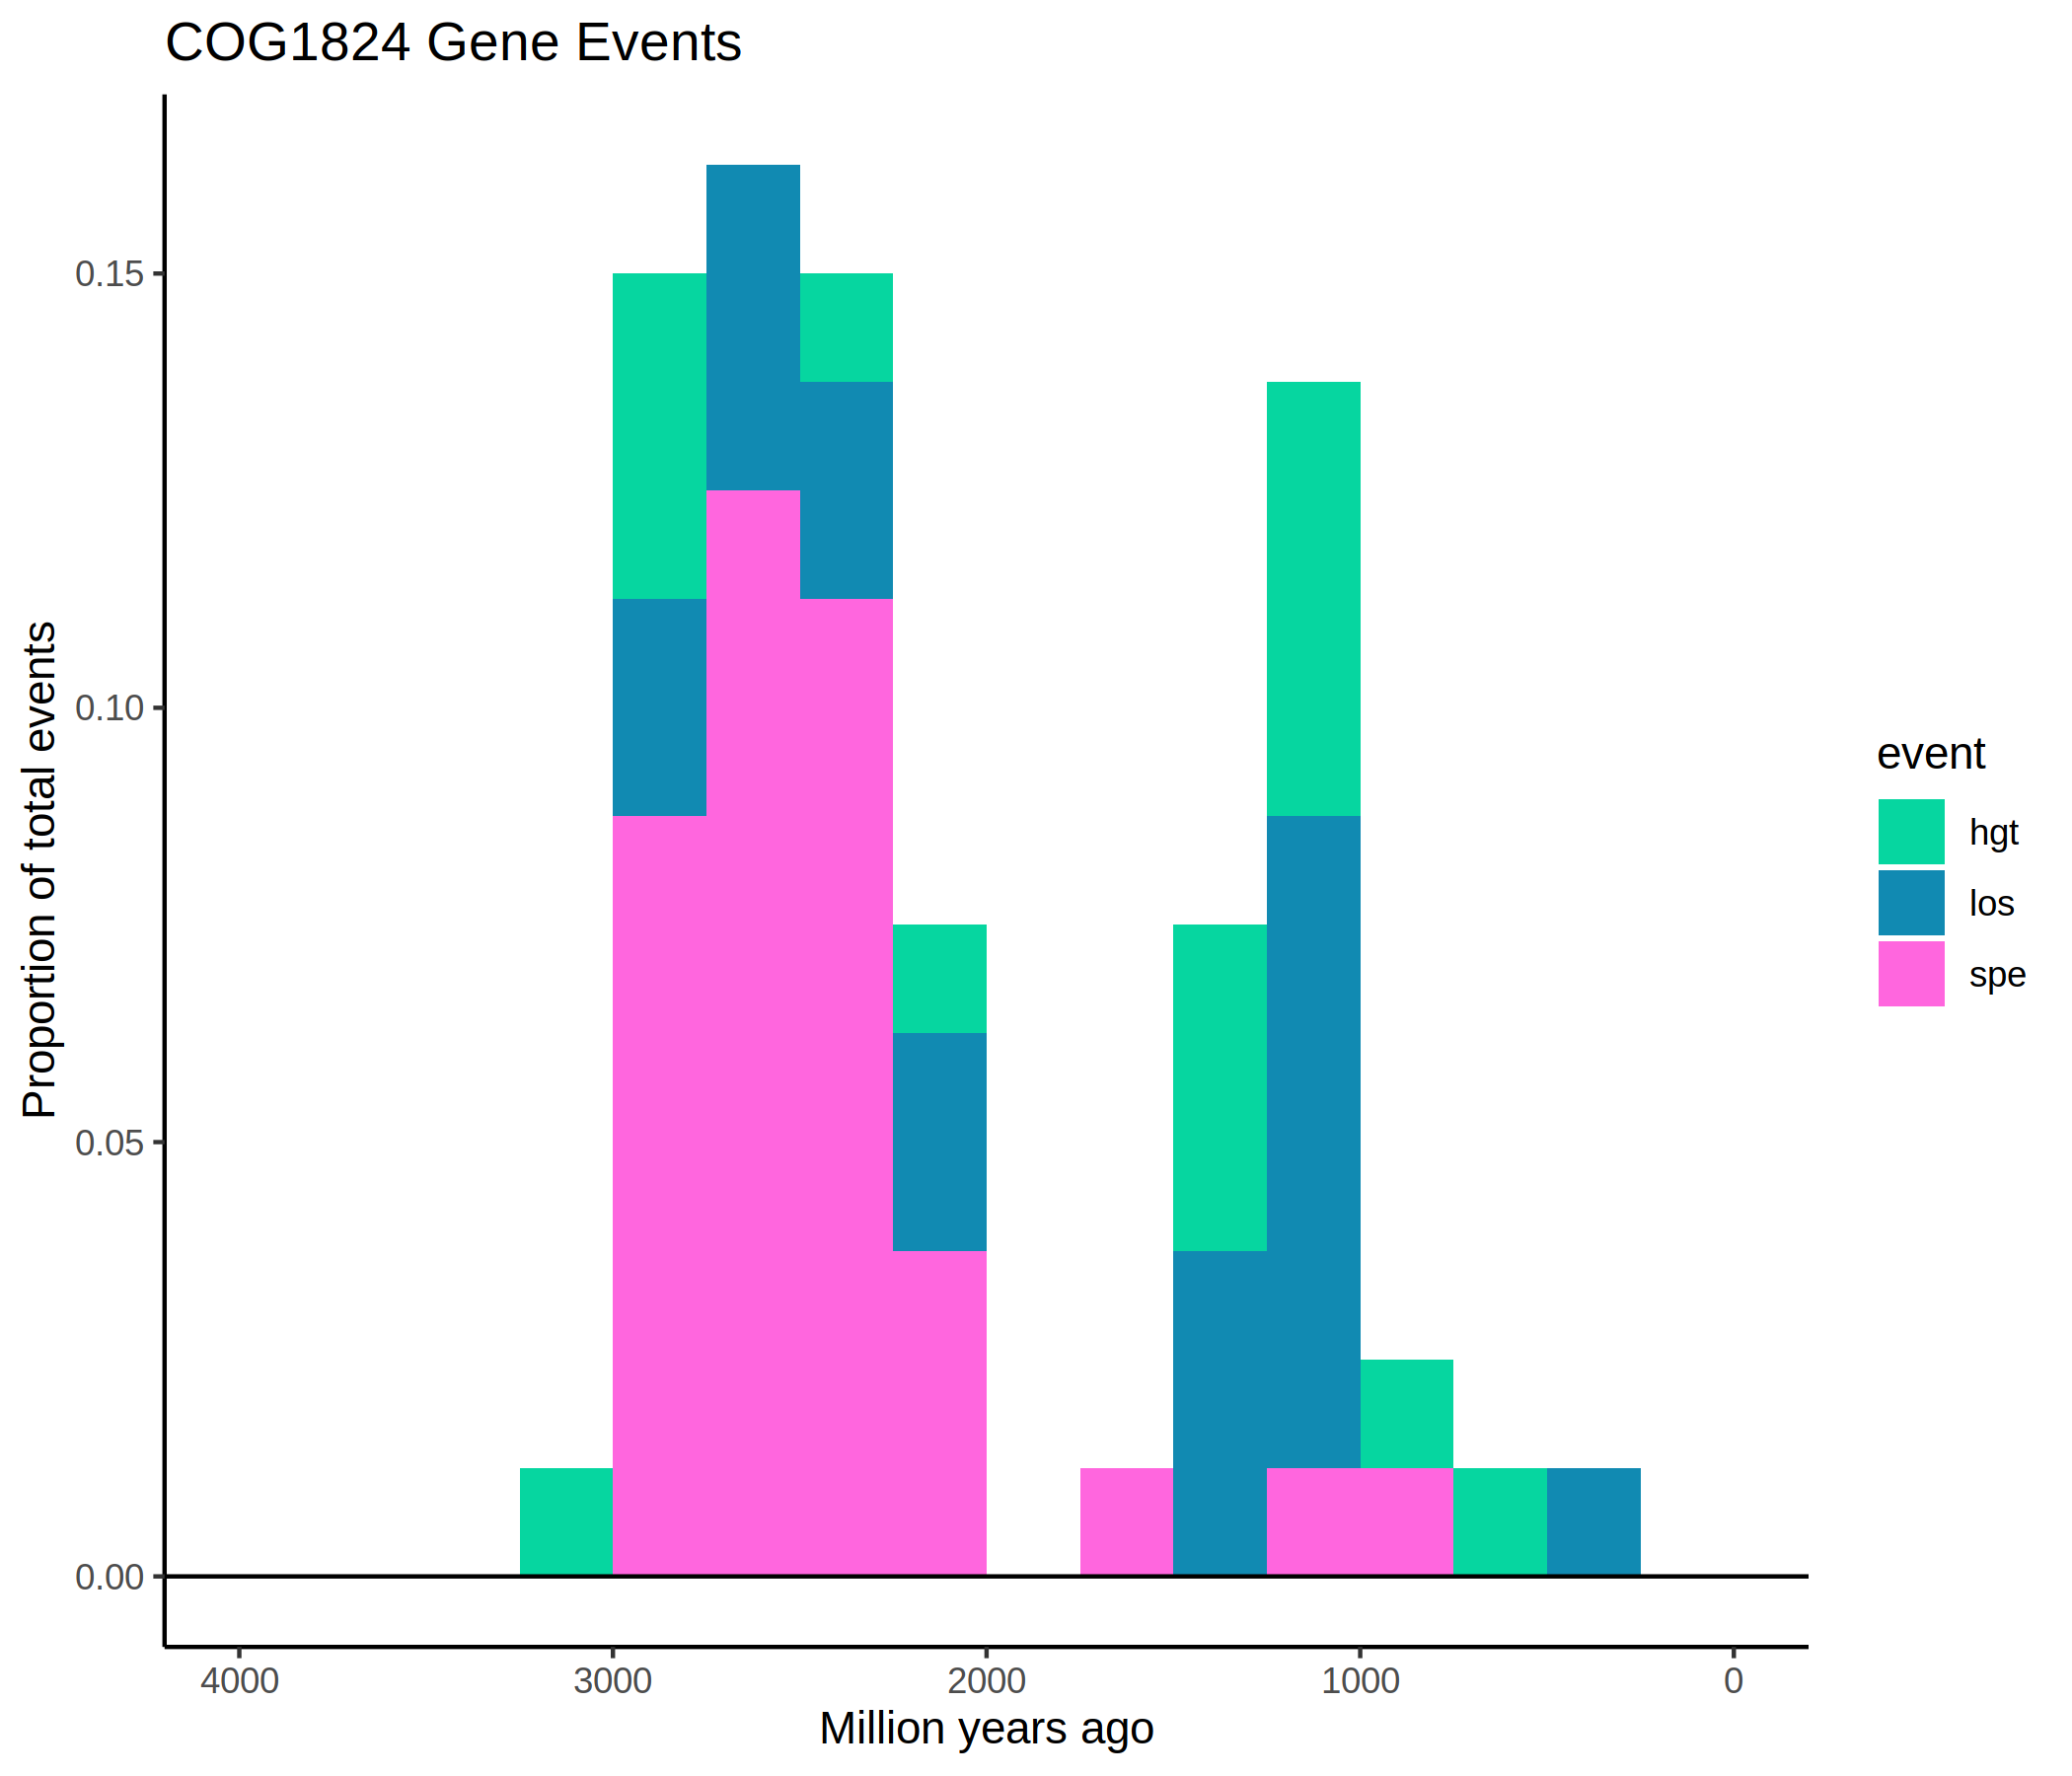 COG1824 Gene Events
Proportion of total events
0.15
0.10
0.05
0.00
4000 3000 2000 1000 0
Million years ago
event
hgt
los
spe